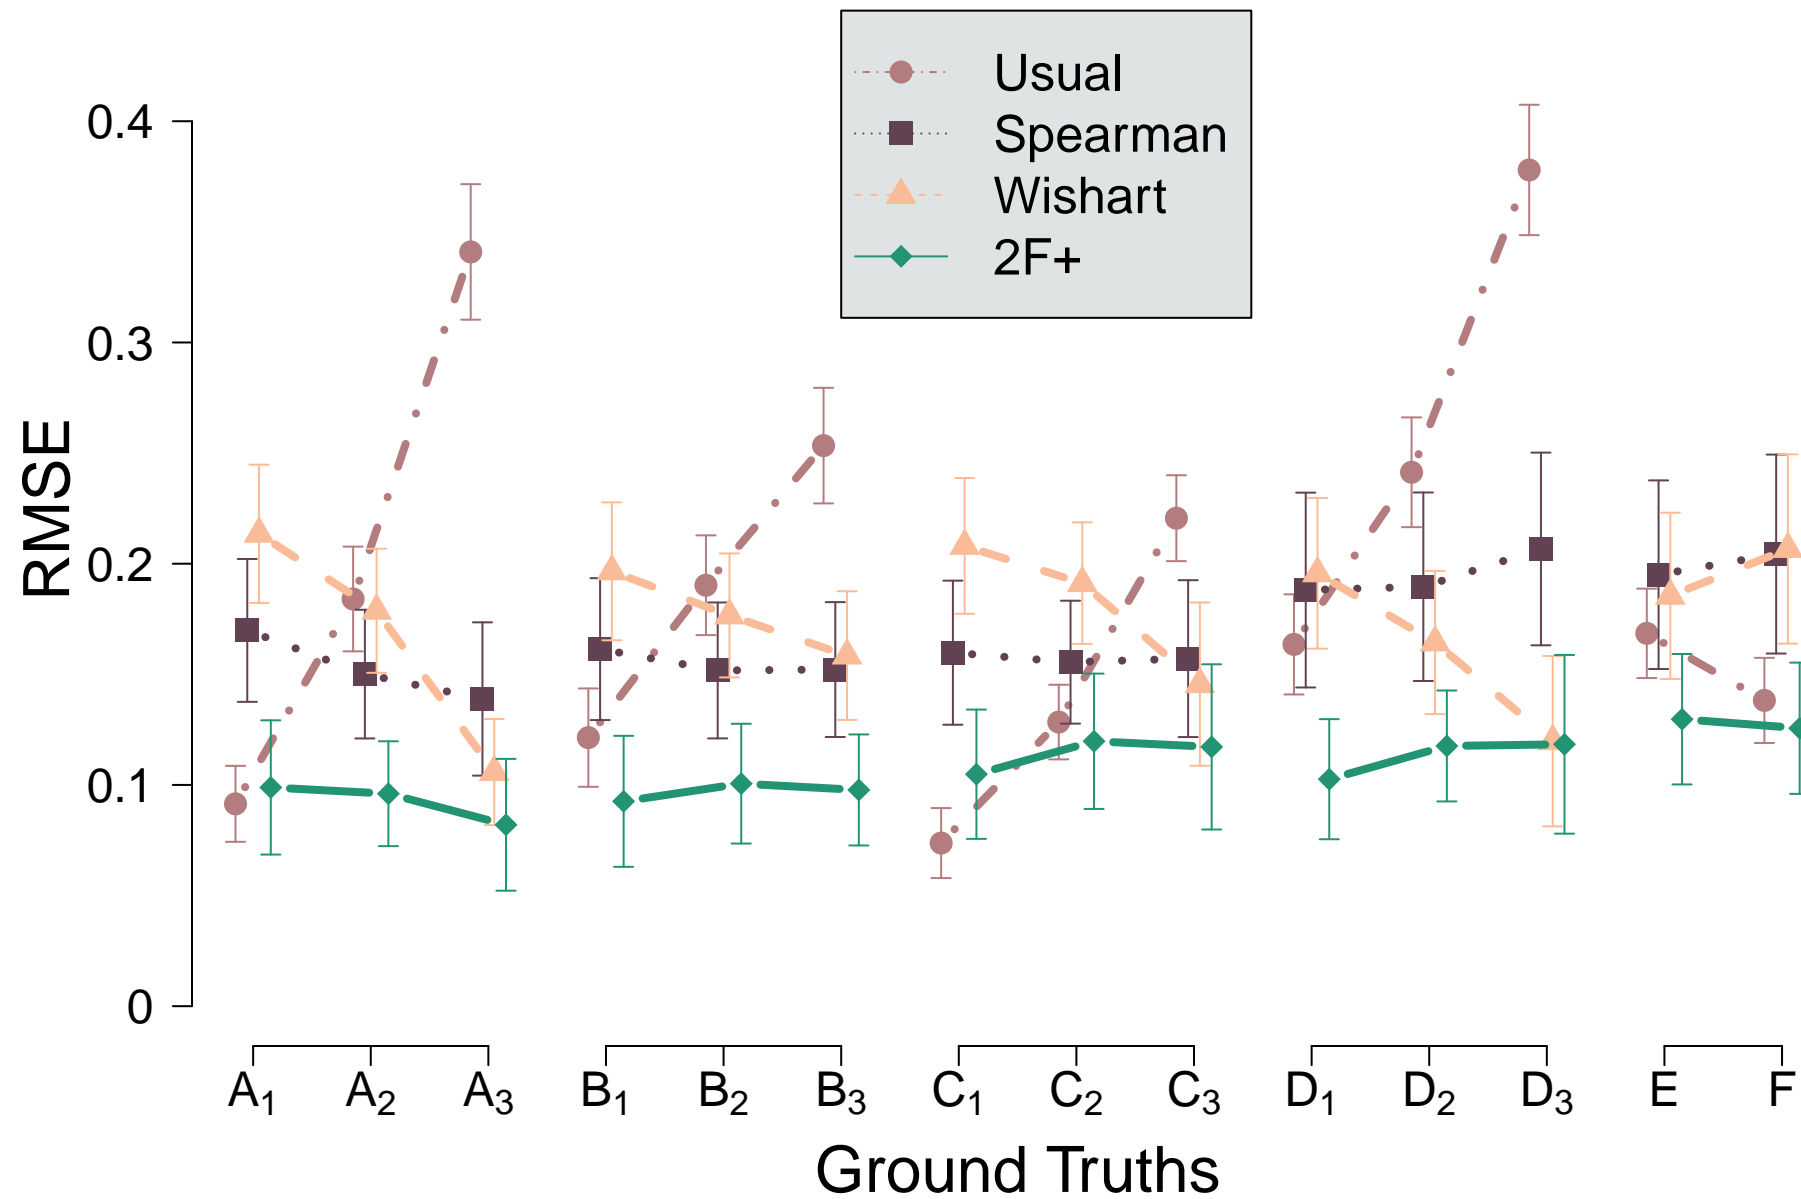 Usual
Spearman
Wishart
2F+
RMSE
0.4
0.3
0.2
0.1
0
A₁ A₂ A₃ B₁ B₂ B₃ C₁ C₂ C₃ D₁ D₂ D₃ E F
Ground Truths